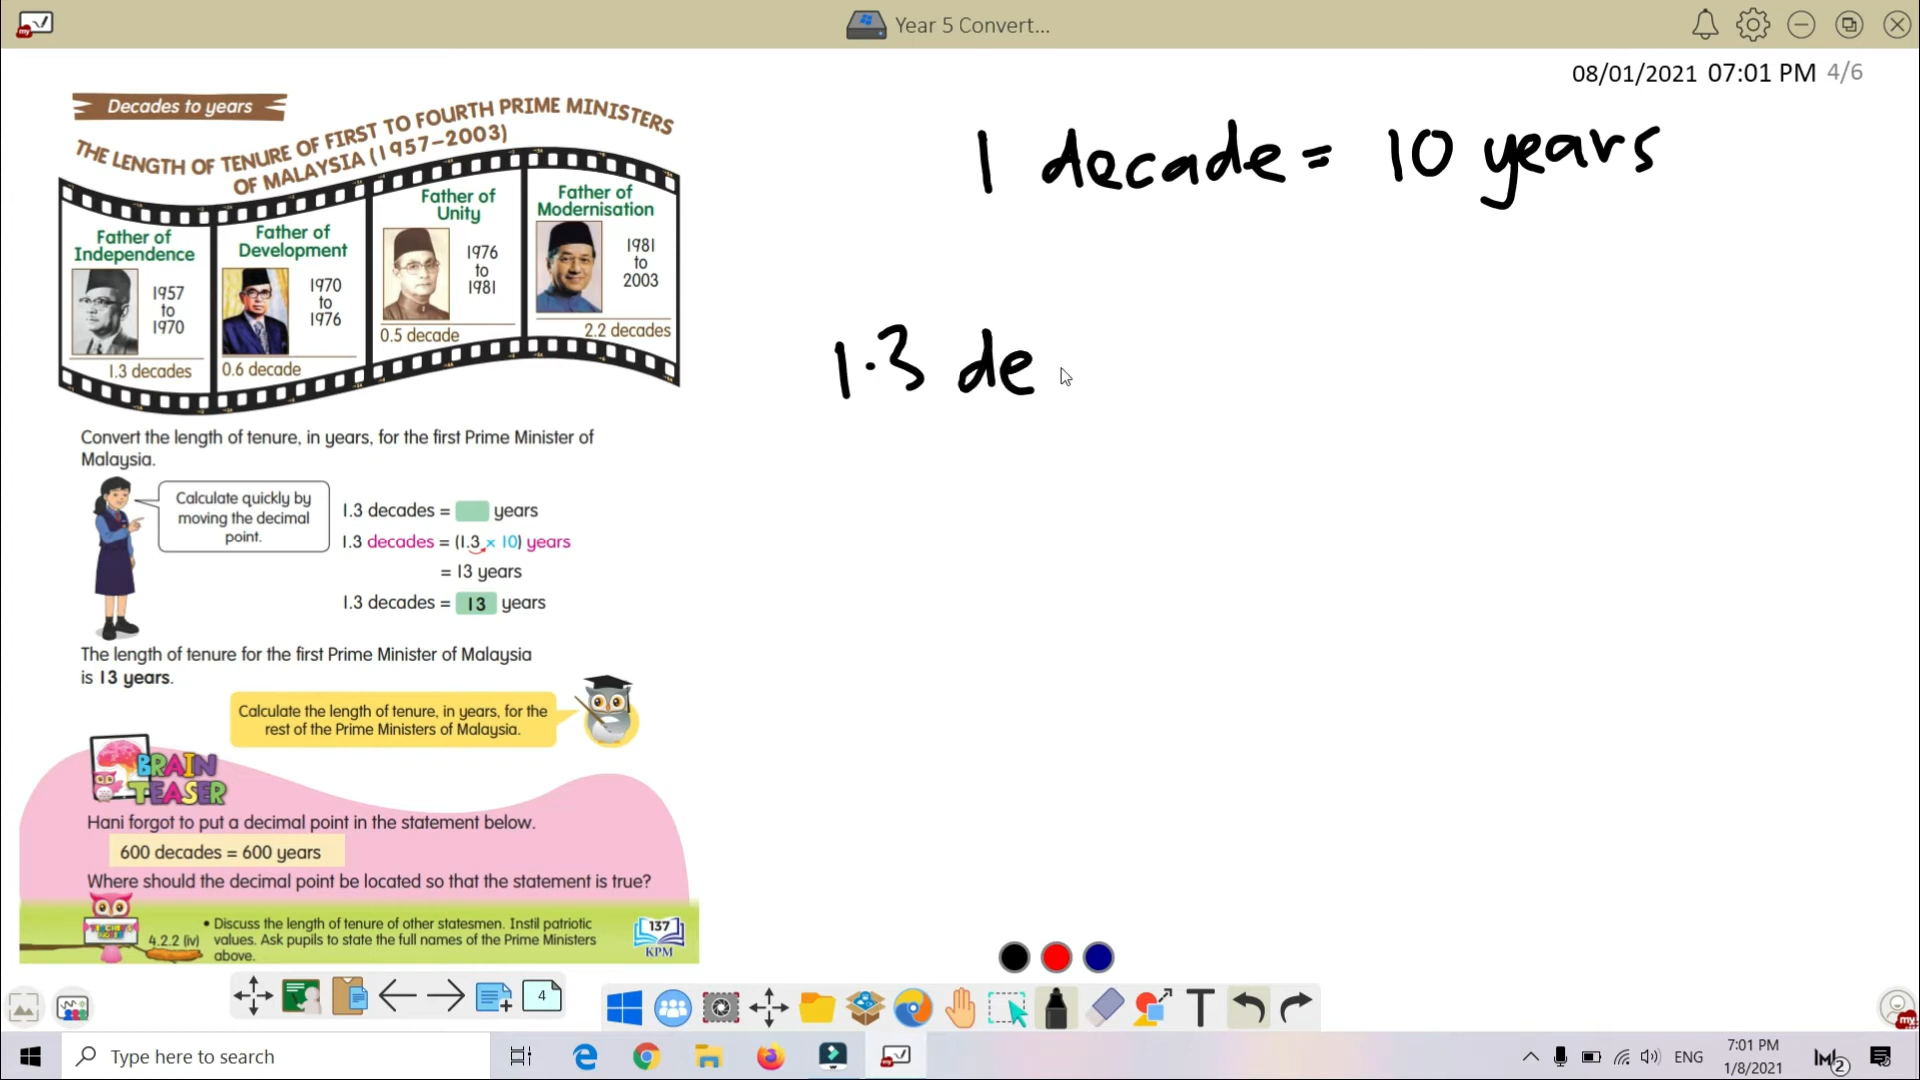 Year 5 Convert...
08/01/2021 07:01 PM 4/6
Decades to years
THE LENGTH OF TENURE OF FIRST TO FOURTH PRIME MINISTERS
OF MALAYSIA (1957–2003)
Father of
Independence
1957
to
1970
1.3 decades
Father of
Development
1970
to
1976
0.6 decade
Father of
Unity
1976
to
1981
0.5 decade
Father of
Modernisation
1981
to
2003
2.2 decades
Convert the length of tenure, in years, for the first Prime Minister of
Malaysia.
Calculate quickly by
moving the decimal
point.
1.3 decades = years
1.3 decades = (1.3 × 10) years
= 13 years
1.3 decades = 13 years
The length of tenure for the first Prime Minister of Malaysia
is 13 years.
Calculate the length of tenure, in years, for the
rest of the Prime Ministers of Malaysia.
BRAIN
TEASER
Hani forgot to put a decimal point in the statement below.
600 decades = 600 years
Where should the decimal point be located so that the statement is true?
4.2.2 (iv)
• Discuss the length of tenure of other statesmen. Instil patriotic
values. Ask pupils to state the full names of the Prime Ministers
above.
137
KPM
1 decade = 10 years
1.3 de
4
T
Type here to search
ENG
7:01 PM
1/8/2021
2